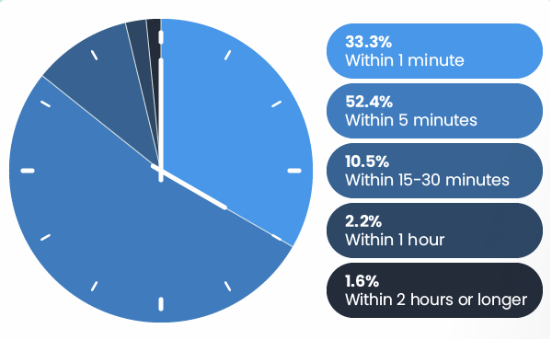 33.3%
Within 1 minute
52.4%
Within 5 minutes
10.5%
Within 15-30 minutes
2.2%
Within 1 hour
1.6%
Within 2 hours or longer